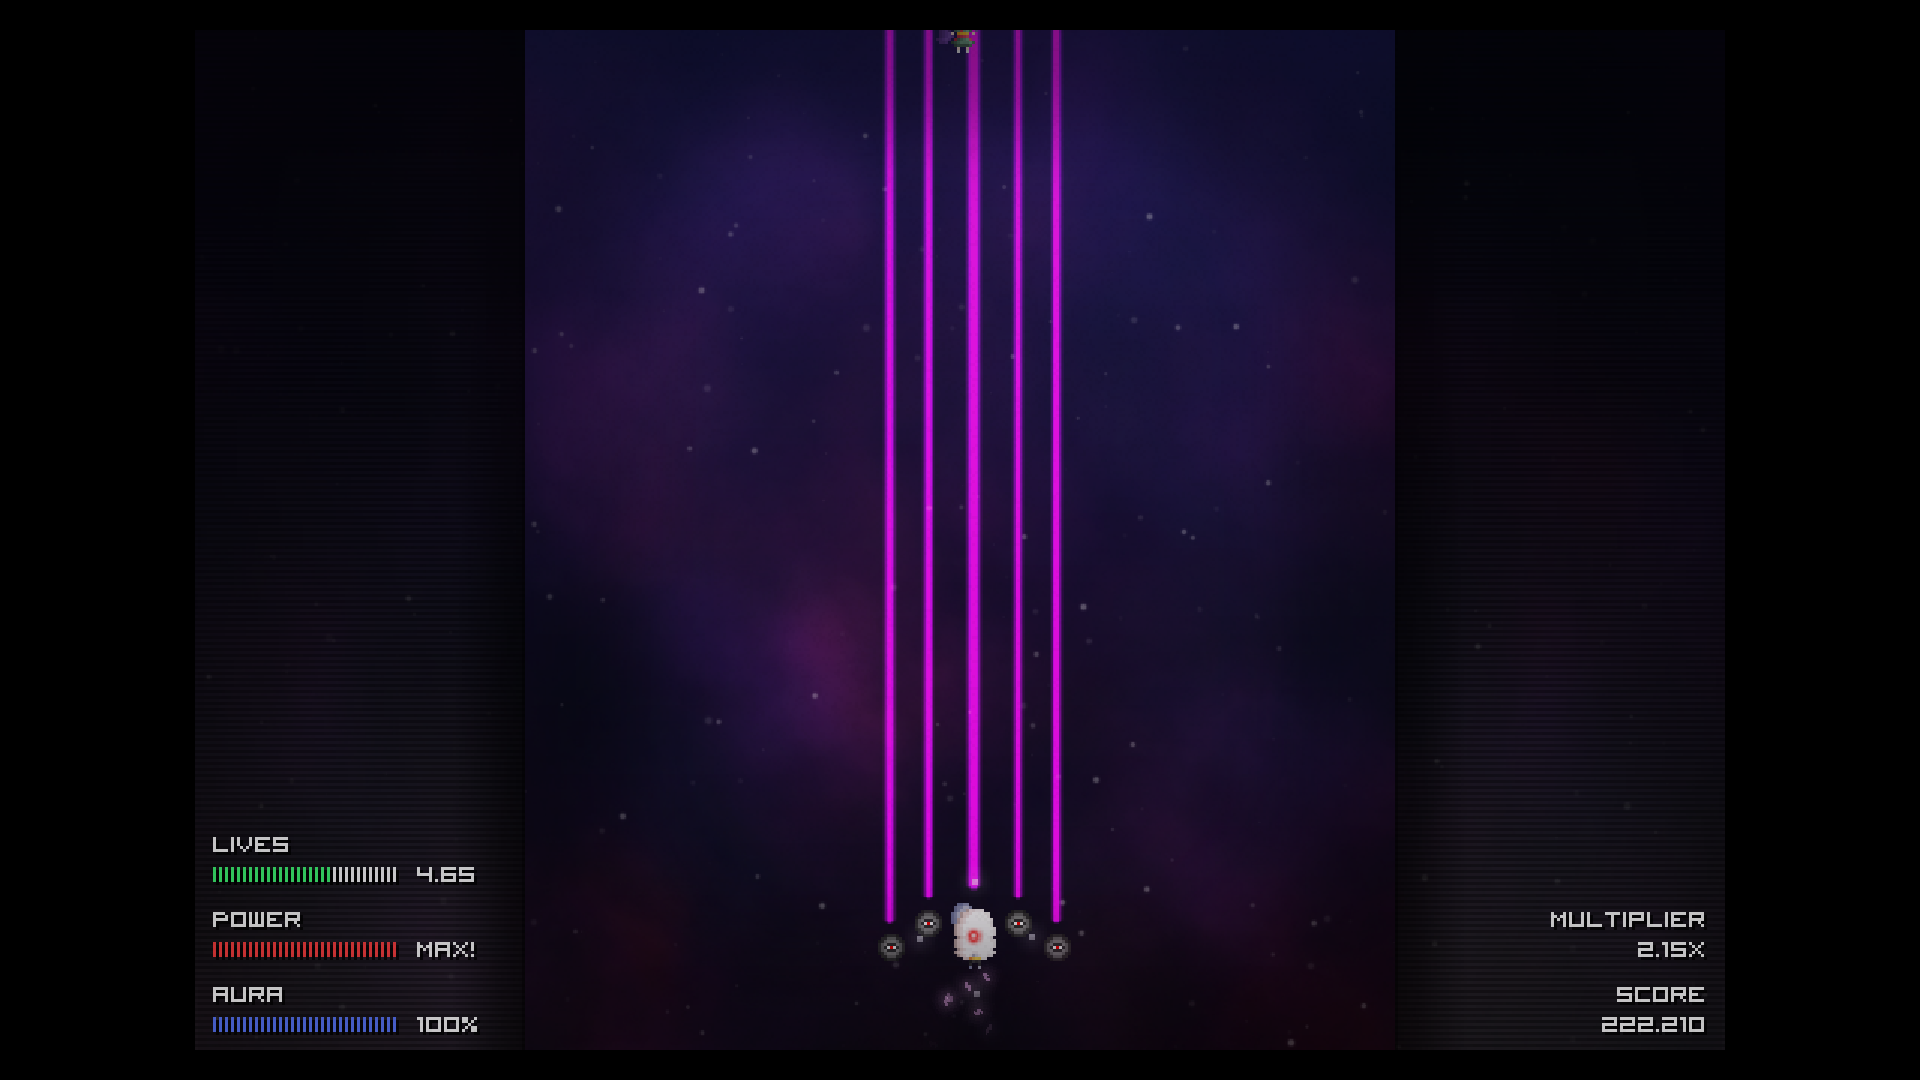 LIVES
4.65
POWER
MAX!
AURA
100%
MULTIPLIER
2.15X
SCORE
222.210